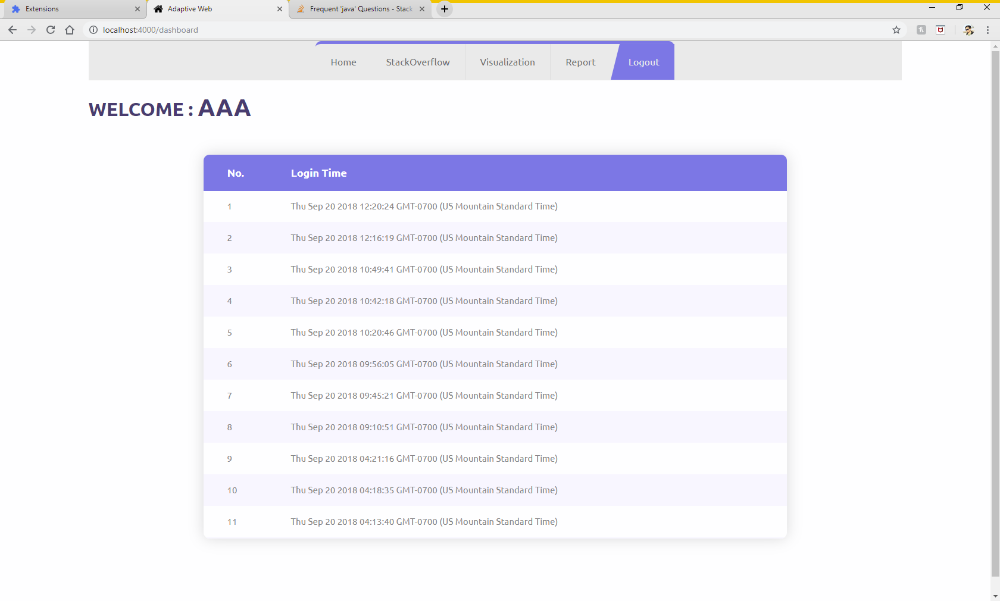 Extensions
Adaptive Web
Frequent 'java' Questions - Stack
localhost:4000/dashboard
Home StackOverflow Visualization Report Logout
WELCOME : AAA
No. Login Time
1 Thu Sep 20 2018 12:20:24 GMT-0700 (US Mountain Standard Time)
2 Thu Sep 20 2018 12:16:19 GMT-0700 (US Mountain Standard Time)
3 Thu Sep 20 2018 10:49:41 GMT-0700 (US Mountain Standard Time)
4 Thu Sep 20 2018 10:42:18 GMT-0700 (US Mountain Standard Time)
5 Thu Sep 20 2018 10:20:46 GMT-0700 (US Mountain Standard Time)
6 Thu Sep 20 2018 09:56:05 GMT-0700 (US Mountain Standard Time)
7 Thu Sep 20 2018 09:45:21 GMT-0700 (US Mountain Standard Time)
8 Thu Sep 20 2018 09:10:51 GMT-0700 (US Mountain Standard Time)
9 Thu Sep 20 2018 04:21:16 GMT-0700 (US Mountain Standard Time)
10 Thu Sep 20 2018 04:18:35 GMT-0700 (US Mountain Standard Time)
11 Thu Sep 20 2018 04:13:40 GMT-0700 (US Mountain Standard Time)